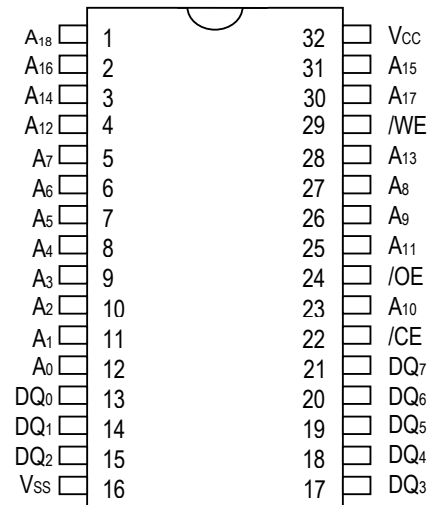 A18 1 32 VCC
A16 2 31 A15
A14 3 30 A17
A12 4 29 /WE
A7 5 28 A13
A6 6 27 A8
A5 7 26 A9
A4 8 25 A11
A3 9 24 /OE
A2 10 23 A10
A1 11 22 /CE
A0 12 21 DQ7
DQ0 13 20 DQ6
DQ1 14 19 DQ5
DQ2 15 18 DQ4
VSS 16 17 DQ3